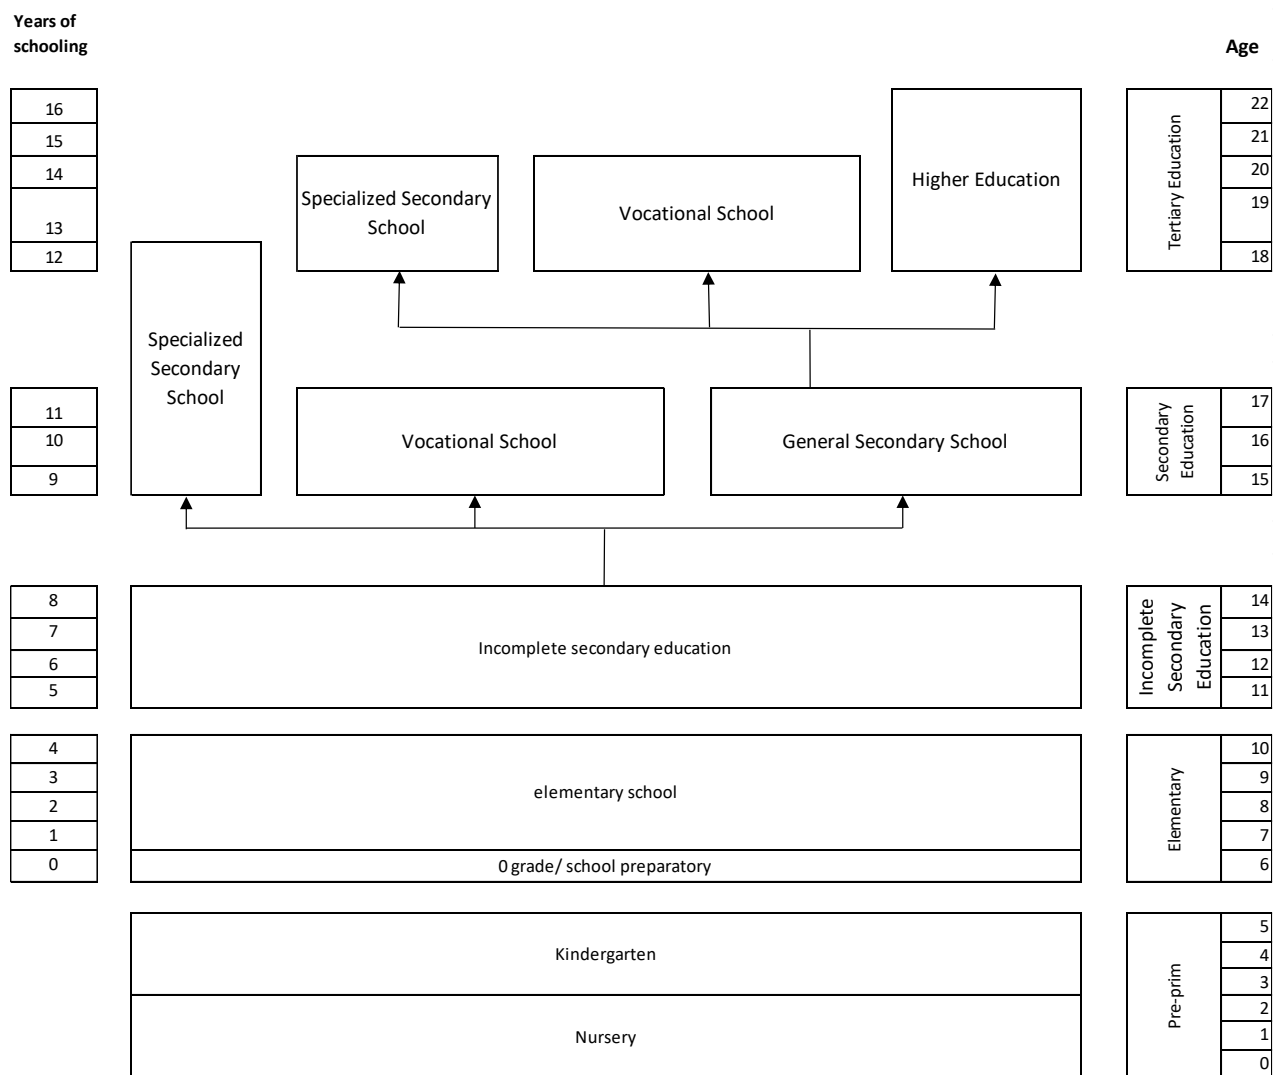 Years of
schooling
Age
16
15
14
13
12
Specialized Secondary
School
Vocational School
Higher Education
Tertiary Education
22
21
20
19
18
Specialized
Secondary
School
11
10
9
Vocational School
General Secondary School
Secondary
Education
17
16
15
8
7
6
5
Incomplete secondary education
Incomplete
Secondary
Education
14
13
12
11
4
3
2
1
0
elementary school
0 grade/ school preparatory
Elementary
10
9
8
7
6
Kindergarten
Nursery
Pre-prim
5
4
3
2
1
0